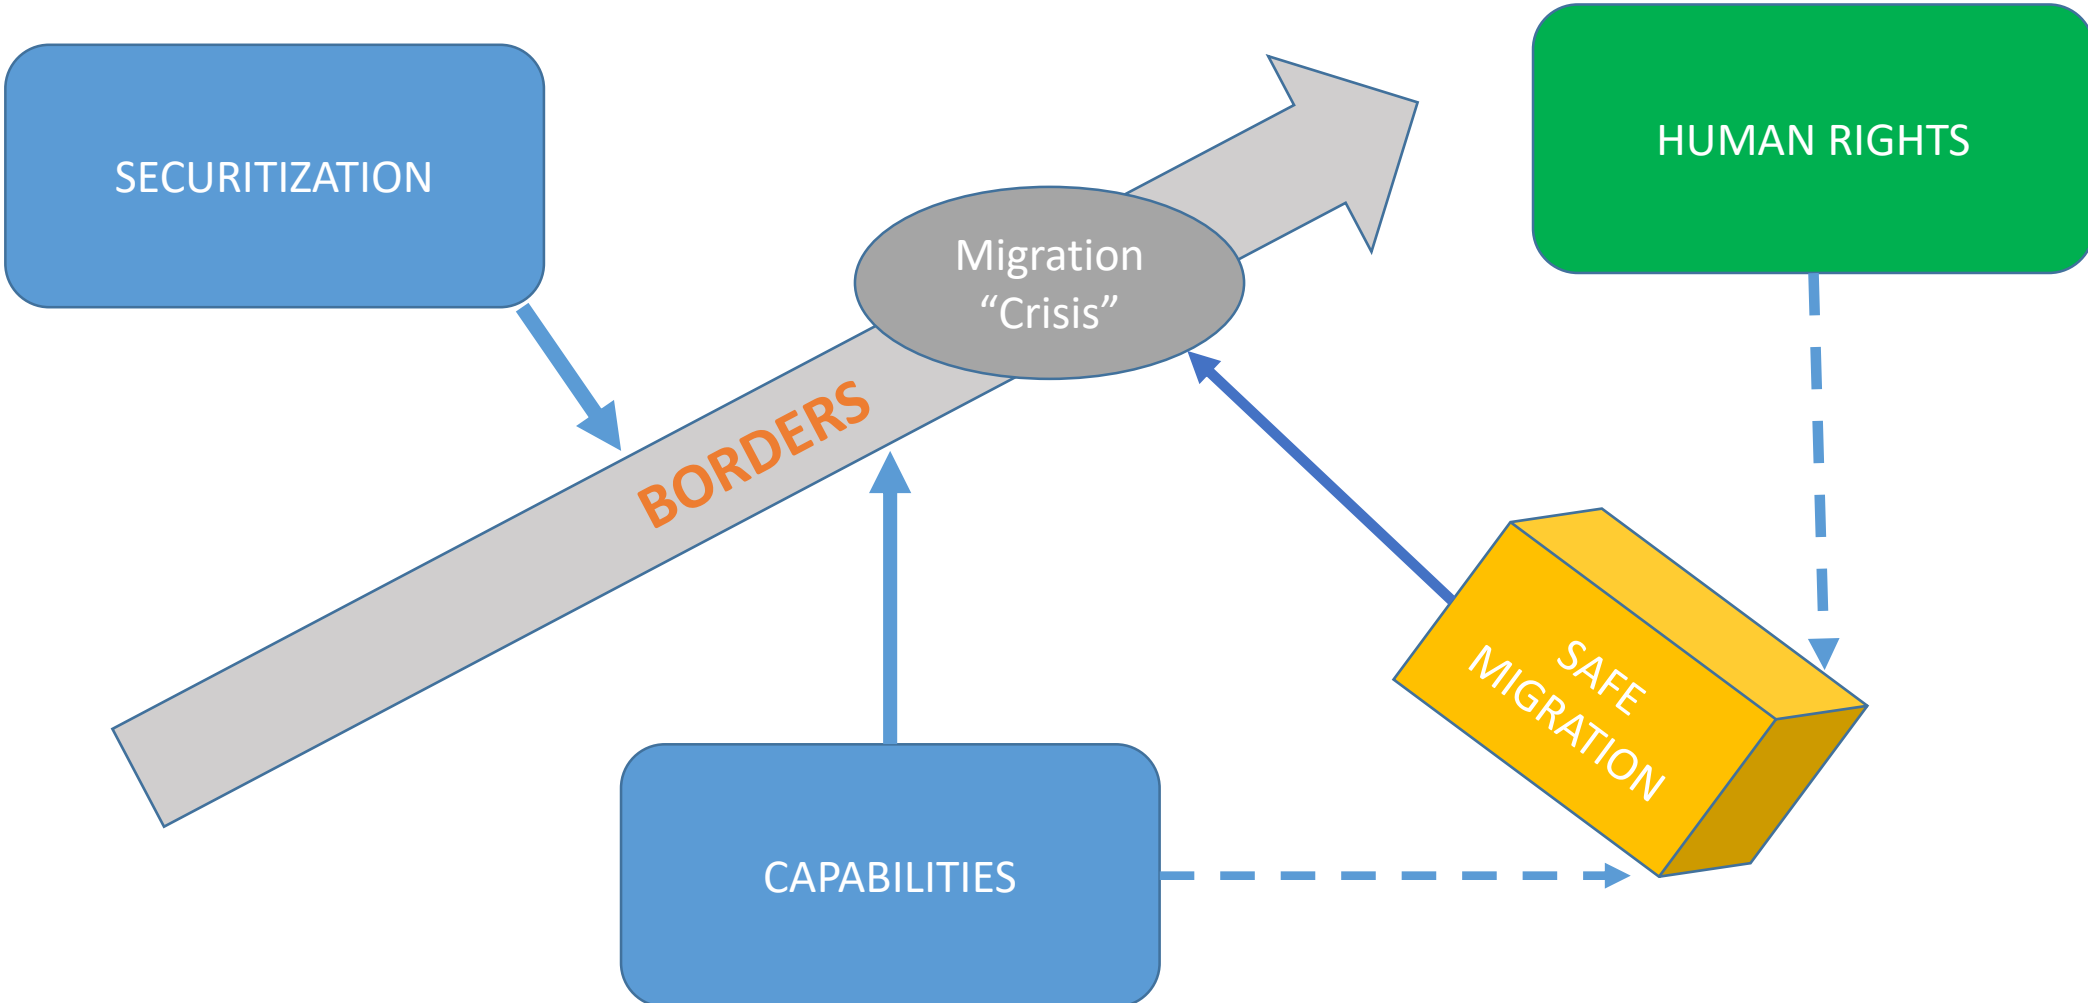 SECURITIZATION
HUMAN RIGHTS
Migration
“Crisis”
BORDERS
SAFE
MIGRATION
CAPABILITIES